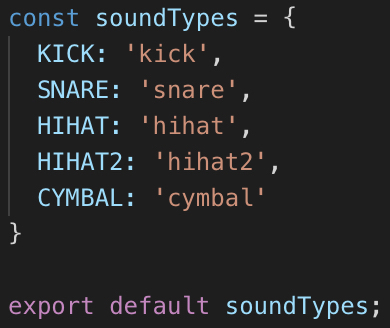 const soundTypes = {
  KICK: 'kick',
  SNARE: 'snare',
  HIHAT: 'hihat',
  HIHAT2: 'hihat2',
  CYMBAL: 'cymbal'
}

export default soundTypes;